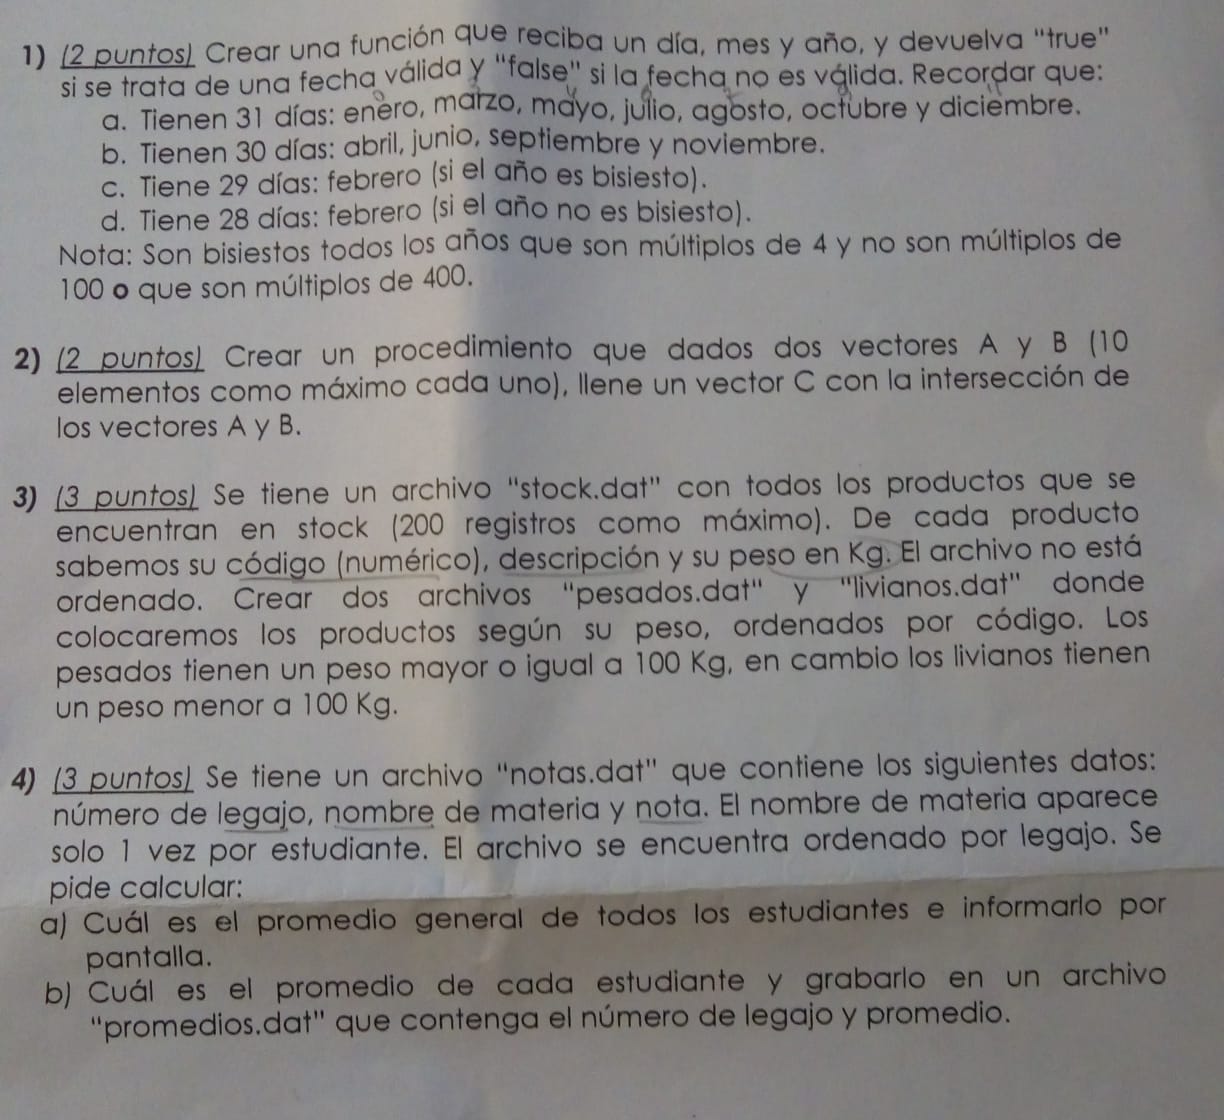 1) (2 puntos) Crear una función que reciba un día, mes y año, y devuelva "true"
si se trata de una fecha válida y "false" si la fecha no es válida. Recordar que:
a. Tienen 31 días: enero, marzo, mayo, julio, agosto, octubre y diciembre.
b. Tienen 30 días: abril, junio, septiembre y noviembre.
c. Tiene 29 días: febrero (si el año es bisiesto).
d. Tiene 28 días: febrero (si el año no es bisiesto).
Nota: Son bisiestos todos los años que son múltiplos de 4 y no son múltiplos de
100 o que son múltiplos de 400.
2) (2 puntos) Crear un procedimiento que dados dos vectores A y B (10
elementos como máximo cada uno), llene un vector C con la intersección de
los vectores A y B.
3) (3 puntos) Se tiene un archivo "stock.dat" con todos los productos que se
encuentran en stock (200 registros como máximo). De cada producto
sabemos su código (numérico), descripción y su peso en Kg. El archivo no está
ordenado. Crear dos archivos "pesados.dat" y "livianos.dat" donde
colocaremos los productos según su peso, ordenados por código. Los
pesados tienen un peso mayor o igual a 100 Kg, en cambio los livianos tienen
un peso menor a 100 Kg.
4) (3 puntos) Se tiene un archivo "notas.dat" que contiene los siguientes datos:
número de legajo, nombre de materia y nota. El nombre de materia aparece
solo 1 vez por estudiante. El archivo se encuentra ordenado por legajo. Se
pide calcular:
a) Cuál es el promedio general de todos los estudiantes e informarlo por
pantalla.
b) Cuál es el promedio de cada estudiante y grabarlo en un archivo
"promedios.dat" que contenga el número de legajo y promedio.